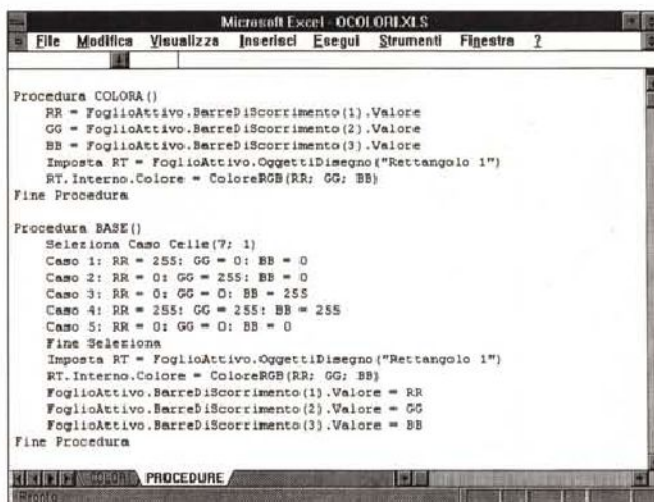 Microsoft Excel - OCOLORI.XLS
File Modifica Visualizza Inserisci Esegui Strumenti Finestra ?
Procedura COLORA()
RR = FoglioAttivo.BarreDiScorrimento(1).Valore
GG = FoglioAttivo.BarreDiScorrimento(2).Valore
BB = FoglioAttivo.BarreDiScorrimento(3).Valore
Imposta RT = FoglioAttivo.OggettiDisegno("Rettangolo 1")
RT.Interno.Colore = ColoreRGB(RR; GG; BB)
Fine Procedura
Procedura BASE()
Seleziona Caso Celle(7; 1)
Caso 1: RR = 255: GG = 0: BB = 0
Caso 2: RR = 0: GG = 255: BB = 0
Caso 3: RR = 0: GG = 0: BB = 255
Caso 4: RR = 255: GG = 255: BB = 255
Caso 5: RR = 0: GG = 0: BB = 0
Fine Seleziona
Imposta RT = FoglioAttivo.OggettiDisegno("Rettangolo 1")
RT.Interno.Colore = ColoreRGB(RR; GG; BB)
FoglioAttivo.BarreDiScorrimento(1).Valore = RR
FoglioAttivo.BarreDiScorrimento(2).Valore = GG
FoglioAttivo.BarreDiScorrimento(3).Valore = BB
Fine Procedura
COLORI PROCEDURE
Pronto